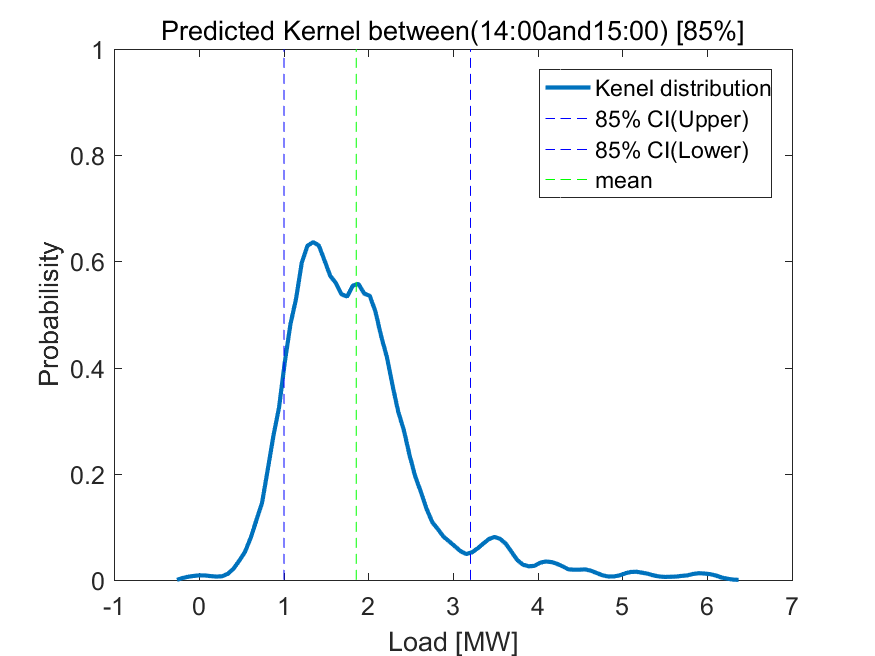 Predicted Kernel between(14:00and15:00) [85%]
Kenel distribution
85% CI(Upper)
85% CI(Lower)
mean
Probabilisity
1
0.8
0.6
0.4
0.2
0
-1 0 1 2 3 4 5 6 7
Load [MW]